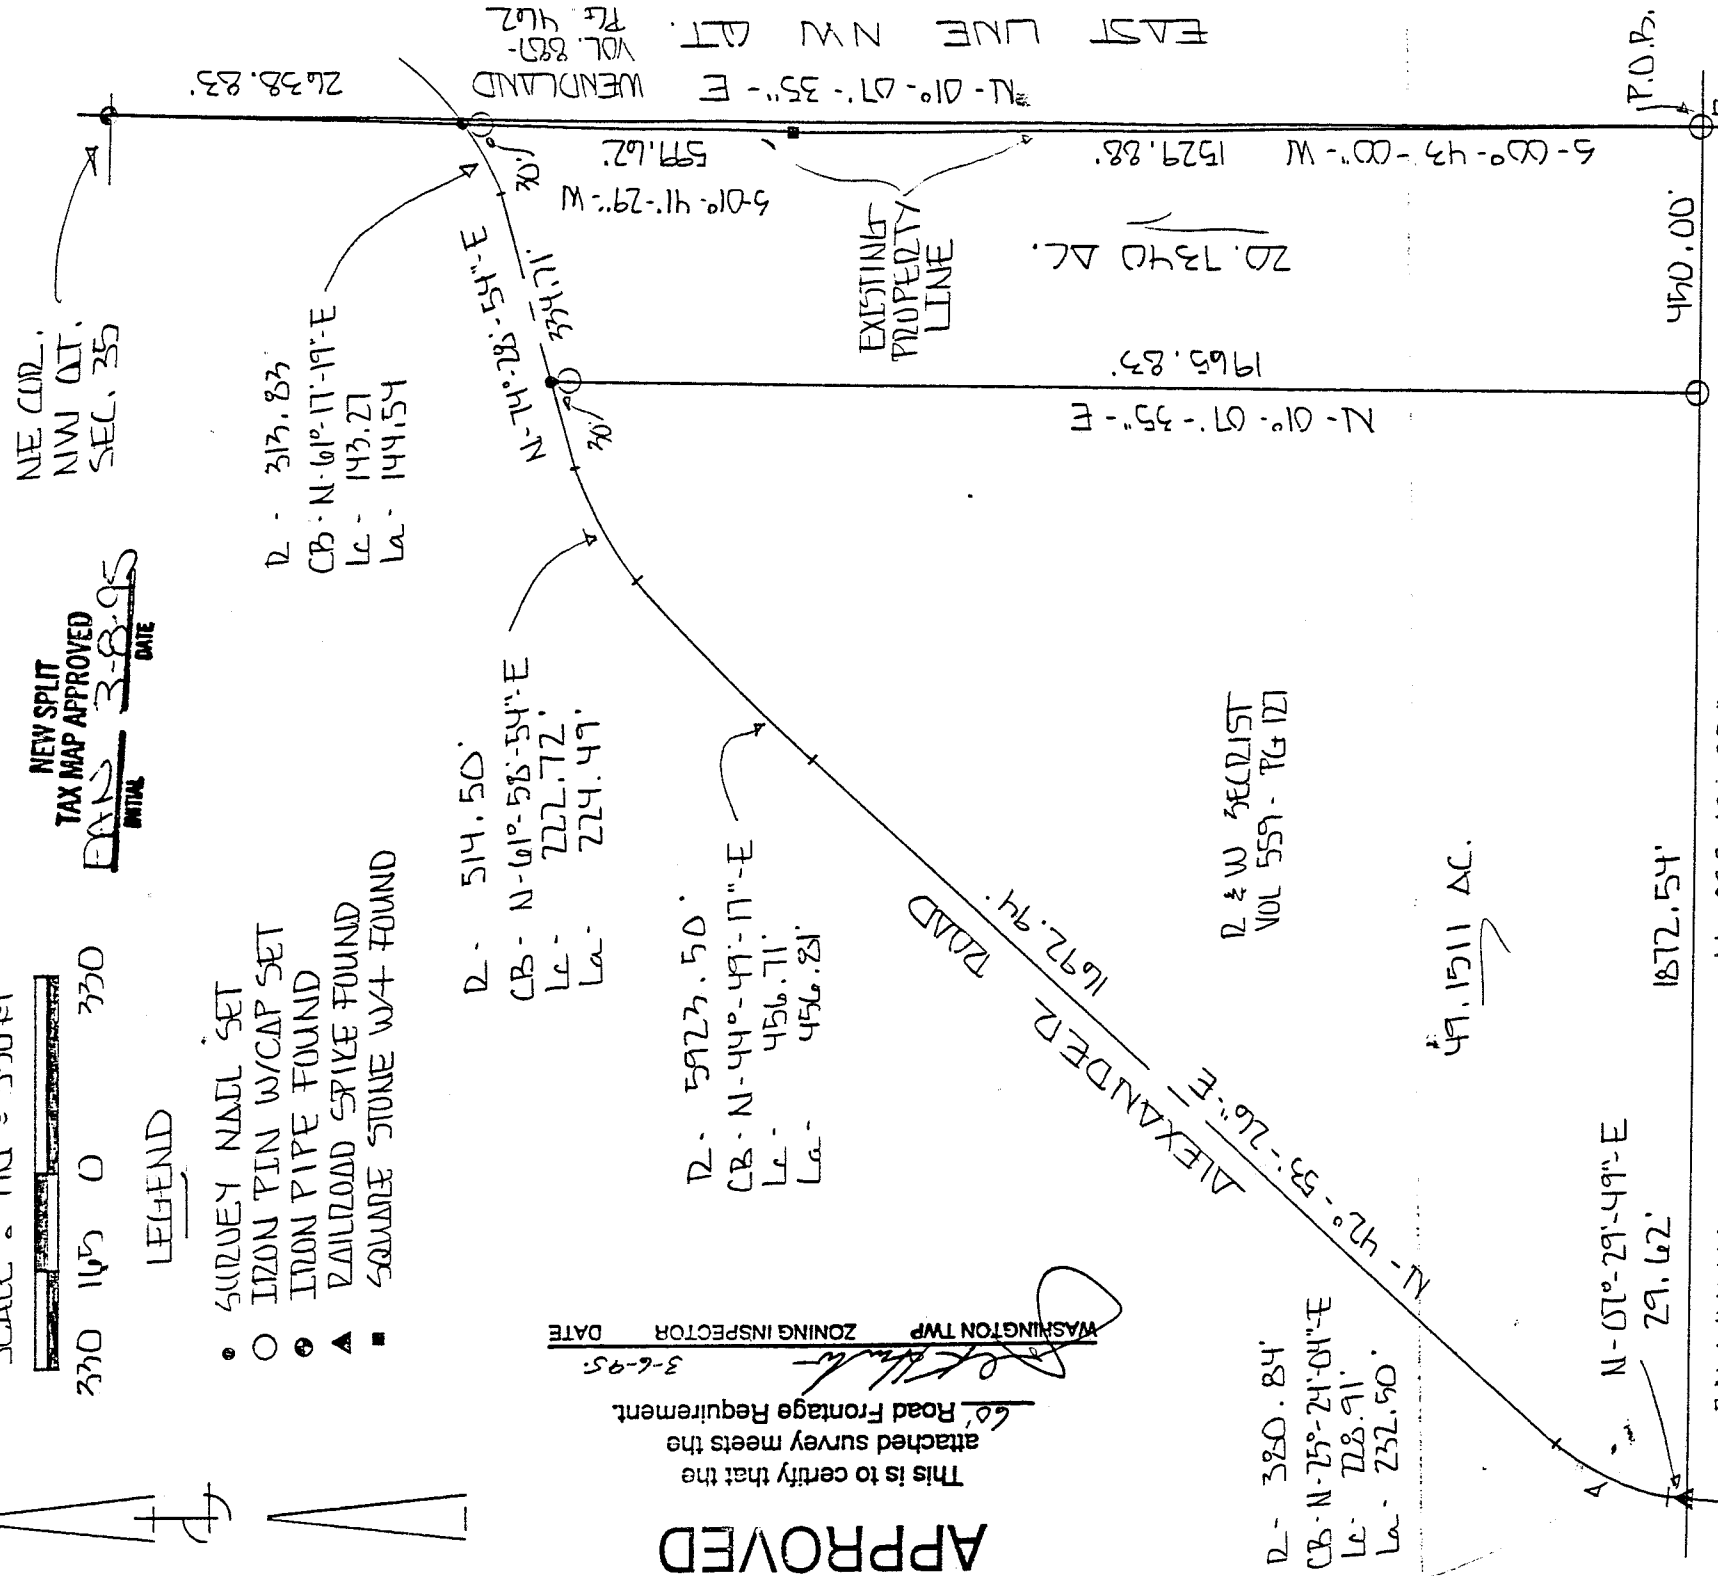 NE COR.
NW QT.
SEC. 35
NEW SPLIT
TAX MAP APPROVED
DAN 3-8-95
INITIAL DATE
330 165 0 330
LEGEND
SURVEY NAIL SET
IRON PIN W/CAP SET
IRON PIPE FOUND
RAILROAD SPIKE FOUND
SQUARE STONE W/+ FOUND
R - 313.83'
CB - N-61°-17'-19"-E
Lc - 143.27
La - 144.54
R - 514.50'
CB - N-61°-58'-54"-E
Lc - 222.72'
La - 224.49'
R - 5923.50'
CB - N-44°-49'-17"-E
Lc - 456.71'
La - 456.81'
R - 380.84'
CB - N-25°-24'-04"-E
Lc - 228.91'
La - 232.50'
N-07°-29'-49"-E
29.62'
N-42°-53'-26"-E
1692.94'
ALEXANDER ROAD
N-74°-28'-54"-E
334.71'
30'
30'
2638.83'
WENDLAND
VOL. 887-
PG. 462
N-01°-07'-35"-E
EAST LINE NW QT.
P.O.B.
S-01°-41'-29"-W
599.62'
S-00°-43'-00"-W 1529.88'
EXISTING
PROPERTY
LINE
20.7340 AC.
1965.83'
N-01°-07'-35"-E
450.00'
R & W SECRIST
VOL 559 - PG 127
49.1511 AC.
1872.54'
APPROVED
This is to certify that the
attached survey meets the
60' Road Frontage Requirement.
3-6-95
WASHINGTON TWP ZONING INSPECTOR DATE